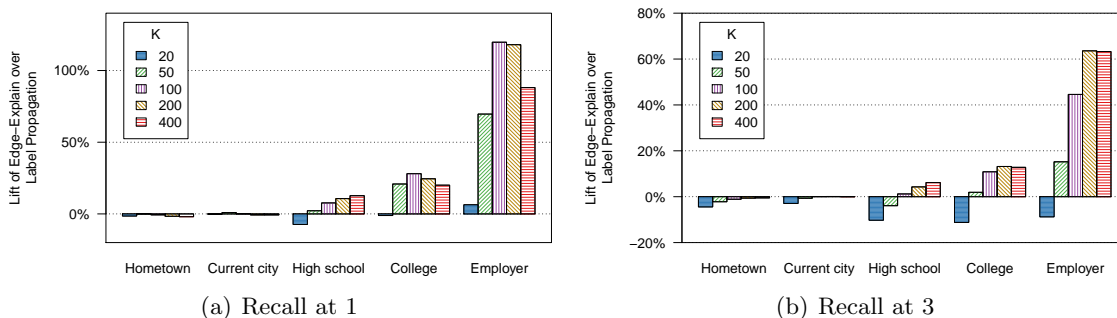 Lift of Edge−Explain over
Label Propagation
100%
50%
0%
K
20
50
100
200
400
Hometown Current city High school College Employer
(a) Recall at 1
Lift of Edge−Explain over
Label Propagation
80%
60%
40%
20%
0%
−20%
K
20
50
100
200
400
Hometown Current city High school College Employer
(b) Recall at 3